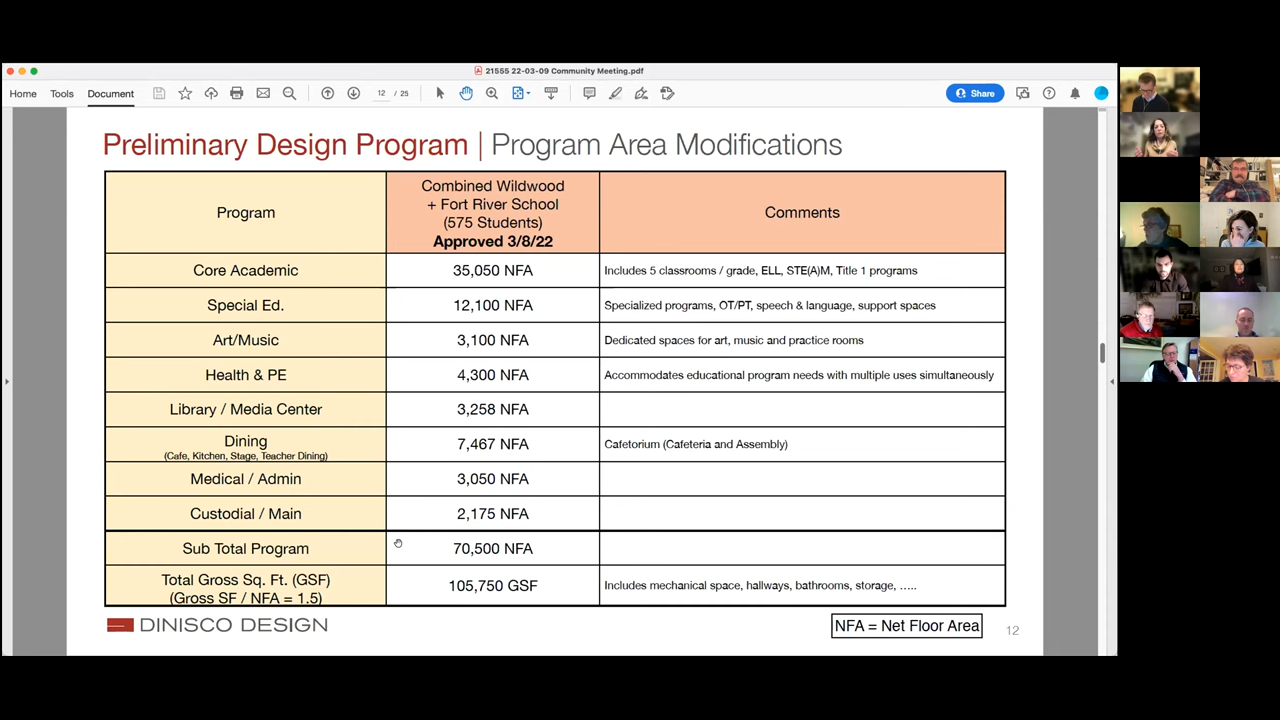 21555 22-03-09 Community Meeting.pdf
Home Tools Document 12 / 25 Share
Preliminary Design Program | Program Area Modifications
Program
Combined Wildwood
+ Fort River School
(575 Students)
Approved 3/8/22
Comments
Core Academic 35,050 NFA Includes 5 classrooms / grade, ELL, STE(A)M, Title 1 programs
Special Ed. 12,100 NFA Specialized programs, OT/PT, speech & language, support spaces
Art/Music 3,100 NFA Dedicated spaces for art, music and practice rooms
Health & PE 4,300 NFA Accommodates educational program needs with multiple uses simultaneously
Library / Media Center 3,258 NFA
Dining
(Cafe, Kitchen, Stage, Teacher Dining)
7,467 NFA Cafetorium (Cafeteria and Assembly)
Medical / Admin 3,050 NFA
Custodial / Main 2,175 NFA
Sub Total Program 70,500 NFA
Total Gross Sq. Ft. (GSF)
(Gross SF / NFA = 1.5)
105,750 GSF Includes mechanical space, hallways, bathrooms, storage, .....
DINISCO DESIGN
NFA = Net Floor Area
12